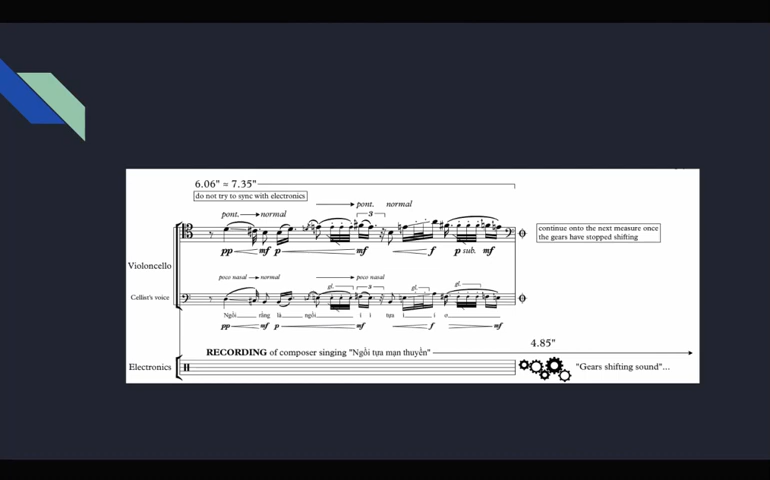 6.06" = 7.35"
do not try to sync with electronics
pont. normal
pont. normal
3
pp mf p mf f p sub. mf
continue onto the next measure once
the gears have stopped shifting
Violoncello
poco nasal normal poco nasal
gl. 3 gl. gl.
Cellist's voice
Ngồi rằng là ngồi i i tựa i i
pp mf p mf f mf
4.85"
RECORDING of composer singing "Ngồi tựa mạn thuyền"
Electronics
"Gears shifting sound"...